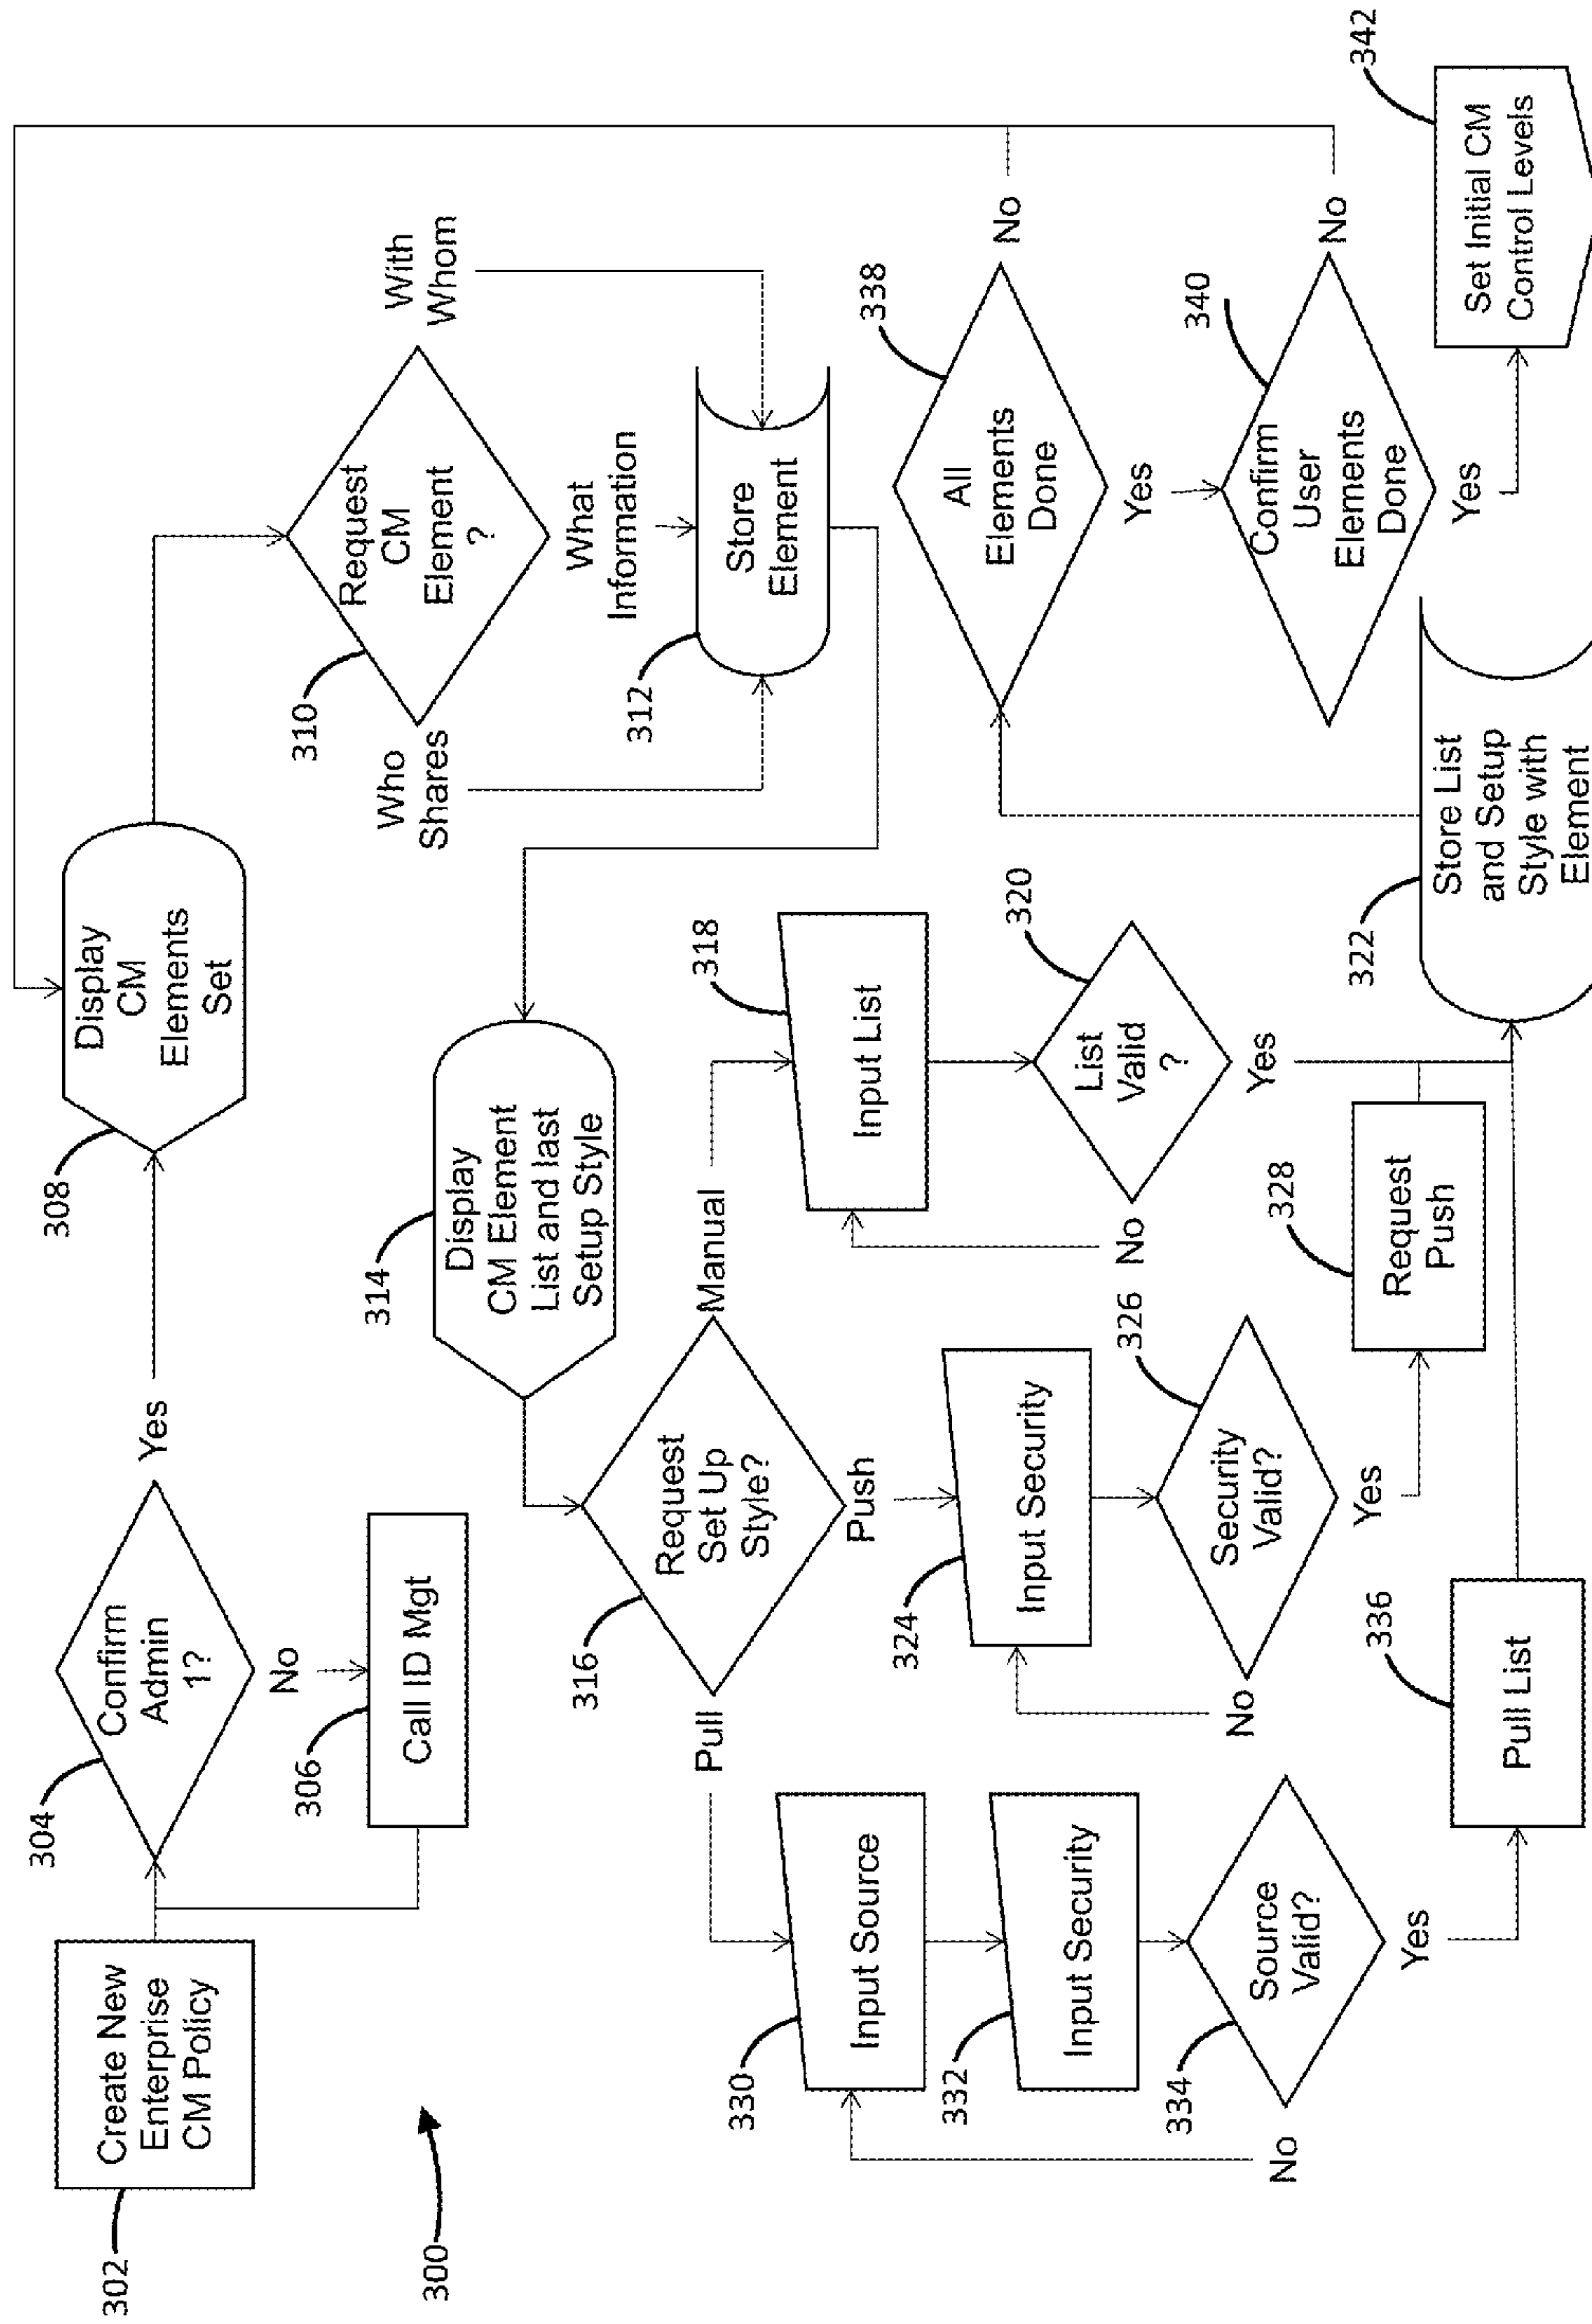 302
Create New
Enterprise
CM Policy
304
Confirm
Admin
1?
Yes
No
306
Call ID Mgt
300
308
Display
CM
Elements
Set
310
Request
CM
Element
?
Who
Shares
What
Information
With
Whom
312
Store
Element
314
Display
CM Element
List and last
Setup Style
316
Request
Set Up
Style?
Pull
Push
Manual
318
Input List
320
List
Valid
?
No
Yes
324
Input Security
326
Security
Valid?
No
Yes
328
Request
Push
330
Input Source
332
Input Security
334
Source
Valid?
No
Yes
336
Pull List
322
Store List
and Setup
Style with
Element
338
All
Elements
Done
No
Yes
340
Confirm
User
Elements
Done
No
Yes
342
Set Initial CM
Control Levels